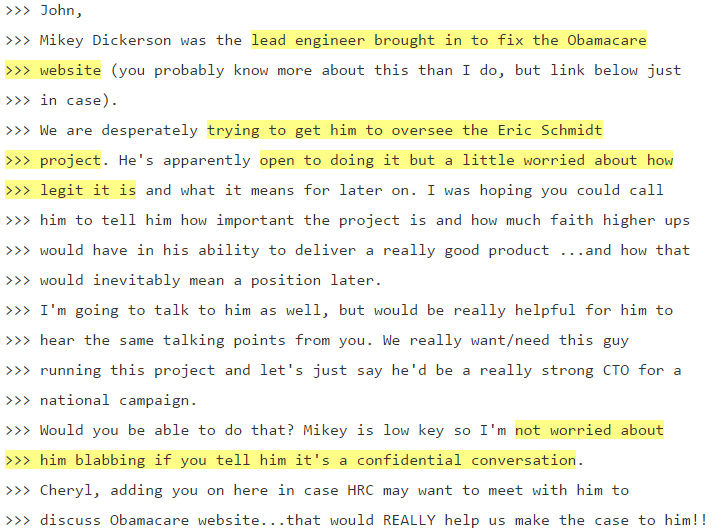 >>> John,
>>> Mikey Dickerson was the lead engineer brought in to fix the Obamacare
>>> website (you probably know more about this than I do, but link below just
>>> in case).
>>> We are desperately trying to get him to oversee the Eric Schmidt
>>> project. He's apparently open to doing it but a little worried about how
>>> legit it is and what it means for later on. I was hoping you could call
>>> him to tell him how important the project is and how much faith higher ups
>>> would have in his ability to deliver a really good product ...and how that
>>> would inevitably mean a position later.
>>> I'm going to talk to him as well, but would be really helpful for him to
>>> hear the same talking points from you. We really want/need this guy
>>> running this project and let's just say he'd be a really strong CTO for a
>>> national campaign.
>>> Would you be able to do that? Mikey is low key so I'm not worried about
>>> him blabbing if you tell him it's a confidential conversation.
>>> Cheryl, adding you on here in case HRC may want to meet with him to
>>> discuss Obamacare website...that would REALLY help us make the case to him!!